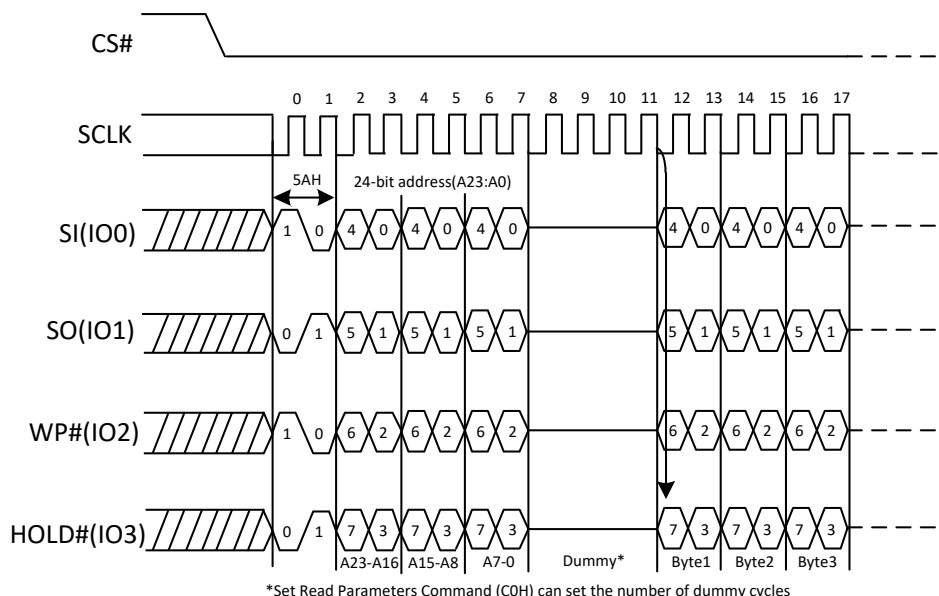 CS#
0 1 2 3 4 5 6 7 8 9 10 11 12 13 14 15 16 17
SCLK
5AH 24-bit address(A23:A0)
SI(IO0) 1 0 4 0 4 0 4 0 4 0 4 0 4 0
SO(IO1) 0 1 5 1 5 1 5 1 5 1 5 1 5 1
WP#(IO2) 1 0 6 2 6 2 6 2 6 2 6 2 6 2
HOLD#(IO3) 0 1 7 3 7 3 7 3 7 3 7 3 7 3
A23-A16 A15-A8 A7-0 Dummy* Byte1 Byte2 Byte3
*Set Read Parameters Command (C0H) can set the number of dummy cycles